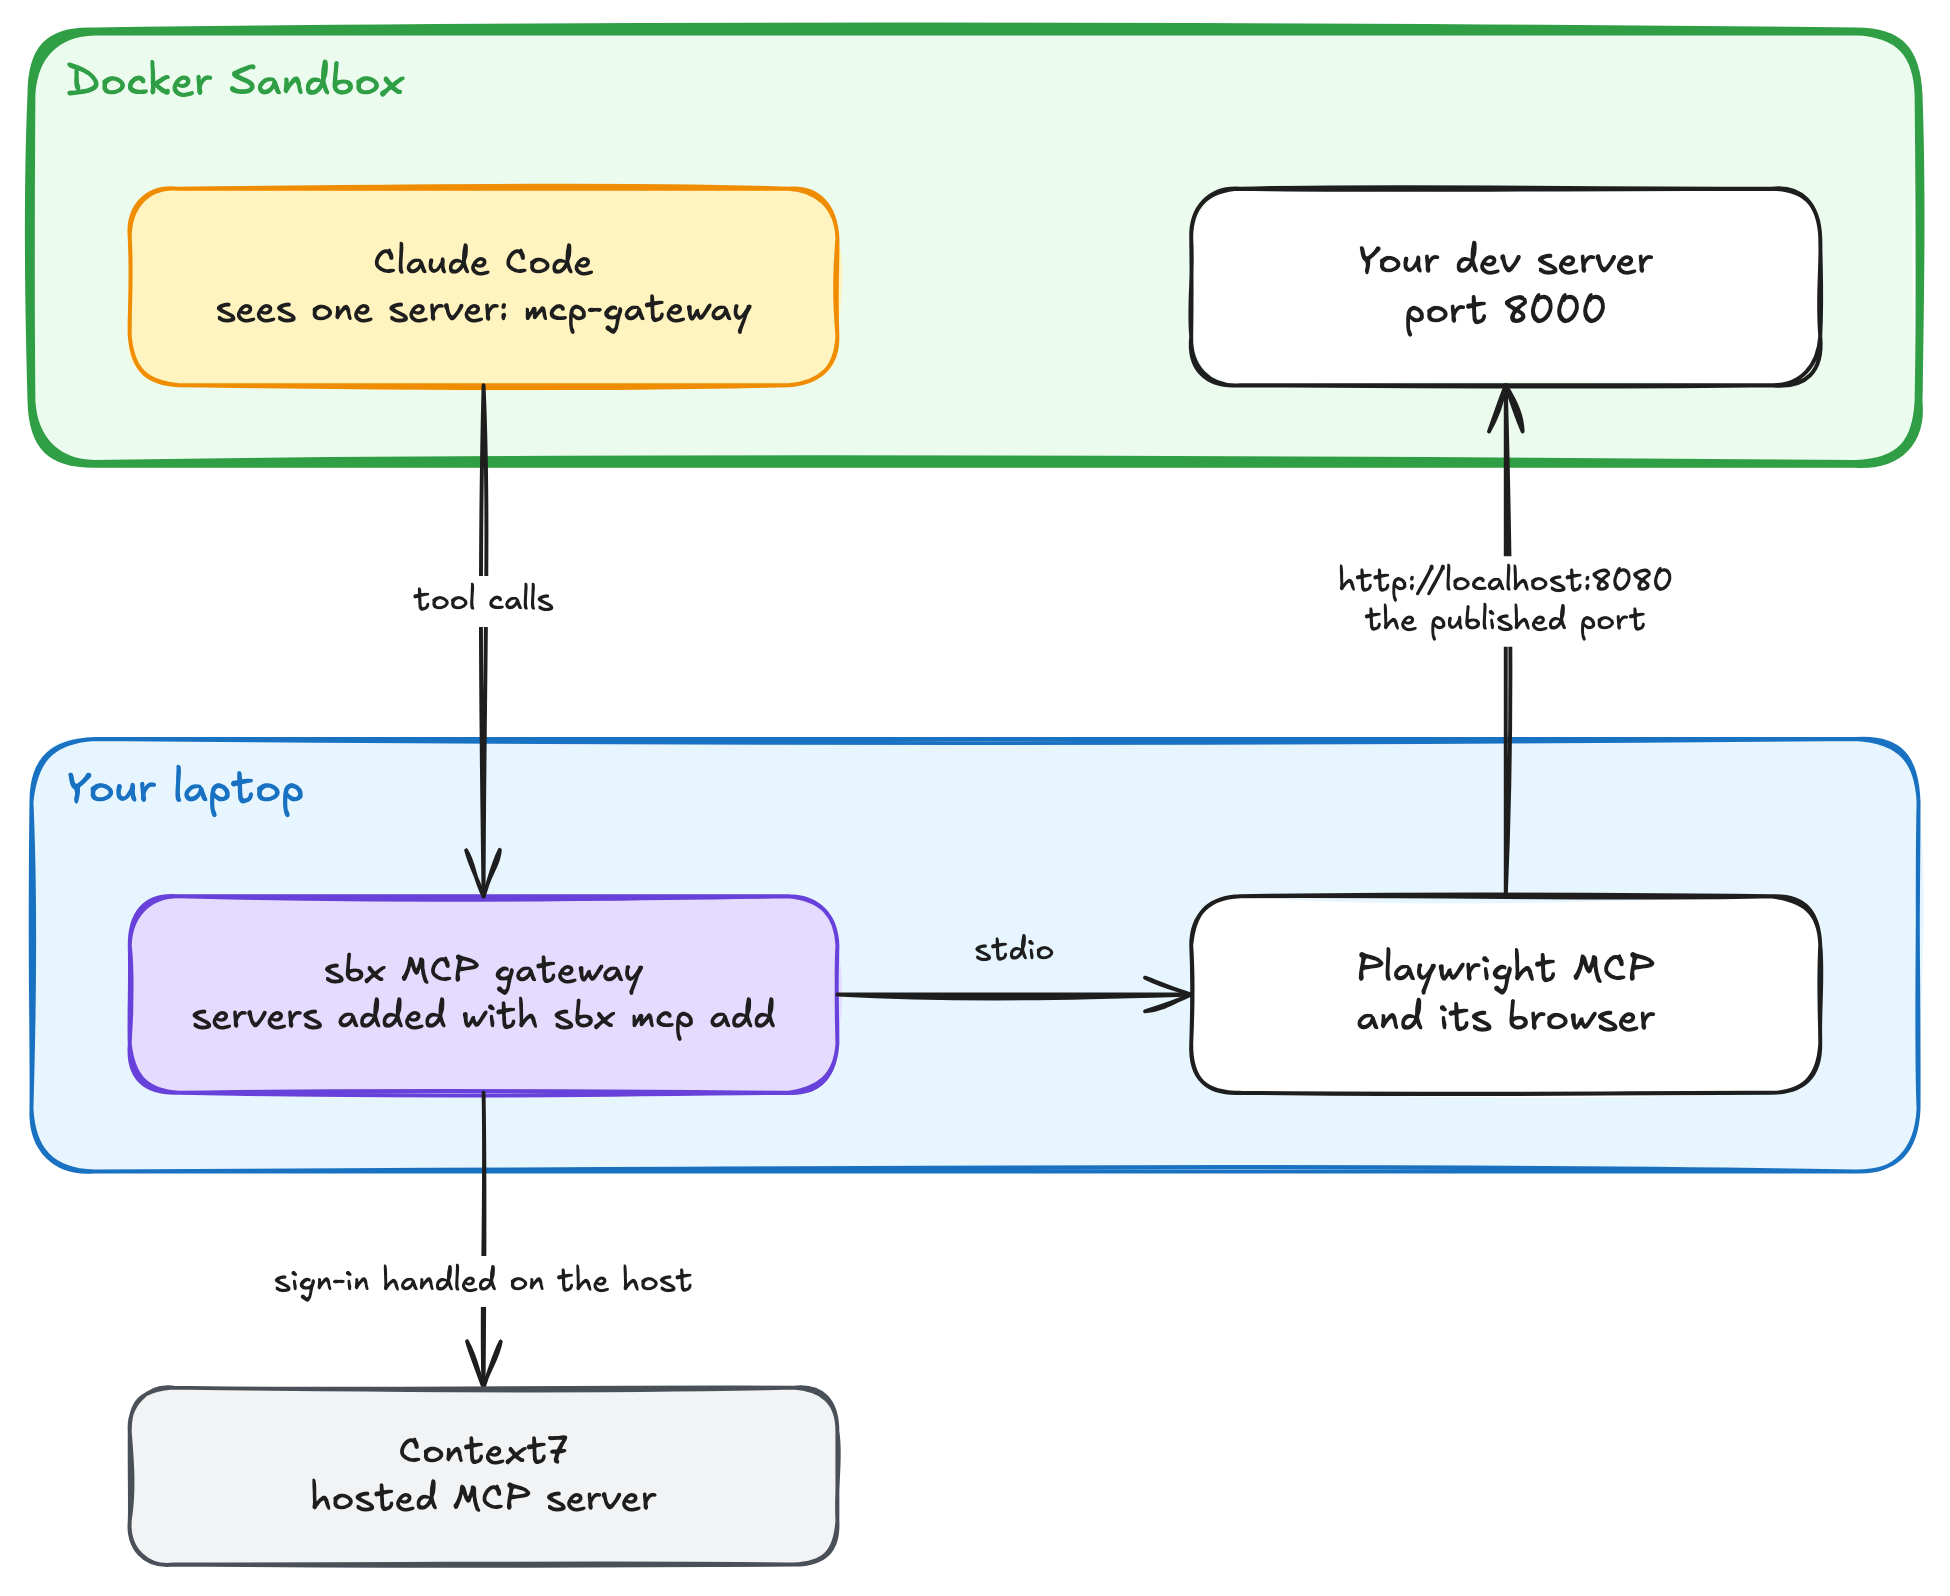 Docker Sandbox
Claude Code
sees one server: mcp-gateway
Your dev server
port 8000
tool calls
http://localhost:8080
the published port
Your laptop
sbx MCP gateway
servers added with sbx mcp add
stdio
Playwright MCP
and its browser
sign-in handled on the host
Context7
hosted MCP server